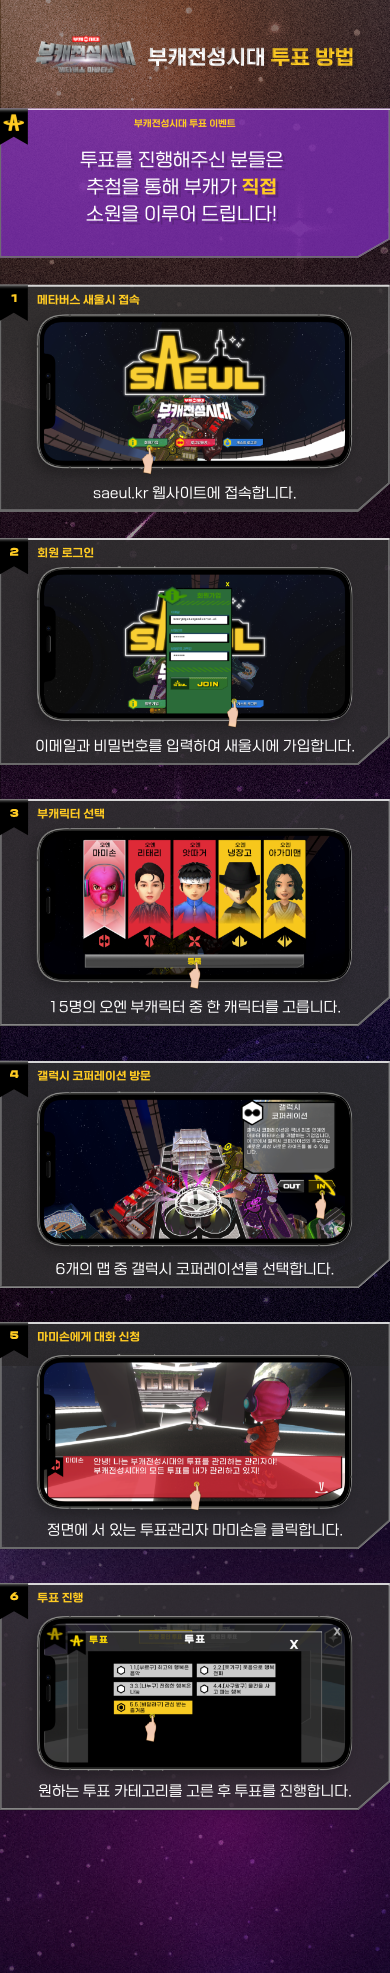 부캐전성시대
부캐전성시대 투표 방법
부캐전성시대 투표 이벤트
투표를 진행해주신 분들은
추첨을 통해 부캐가 직접
소원을 이루어 드립니다!
1
메타버스 새울시 접속
SAEUL
부캐전성시대
saeul.kr 웹사이트에 접속합니다.
2
회원 로그인
X
JOIN
이메일과 비밀번호를 입력하여 새울시에 가입합니다.
3
부캐릭터 선택
오엔 오엔 오엔 오엔 오엔
마미손 리태리 앗따거 냉장고 아가미맨
15명의 오엔 부캐릭터 중 한 캐릭터를 고릅니다.
4
갤럭시 코퍼레이션 방문
갤럭시
코퍼레이션
OUT IN
6개의 맵 중 갤럭시 코퍼레이션를 선택합니다.
5
마미손에게 대화 신청
마미손
안녕! 나는 부캐전성시대의 투표를 관리하는 관리자야!
부캐전성시대의 모든 투표를 내가 관리하고 있지!
정면에 서 있는 투표관리자 마미손을 클릭합니다.
6
투표 진행
투표
투표
X
X
원하는 투표 카테고리를 고른 후 투표를 진행합니다.